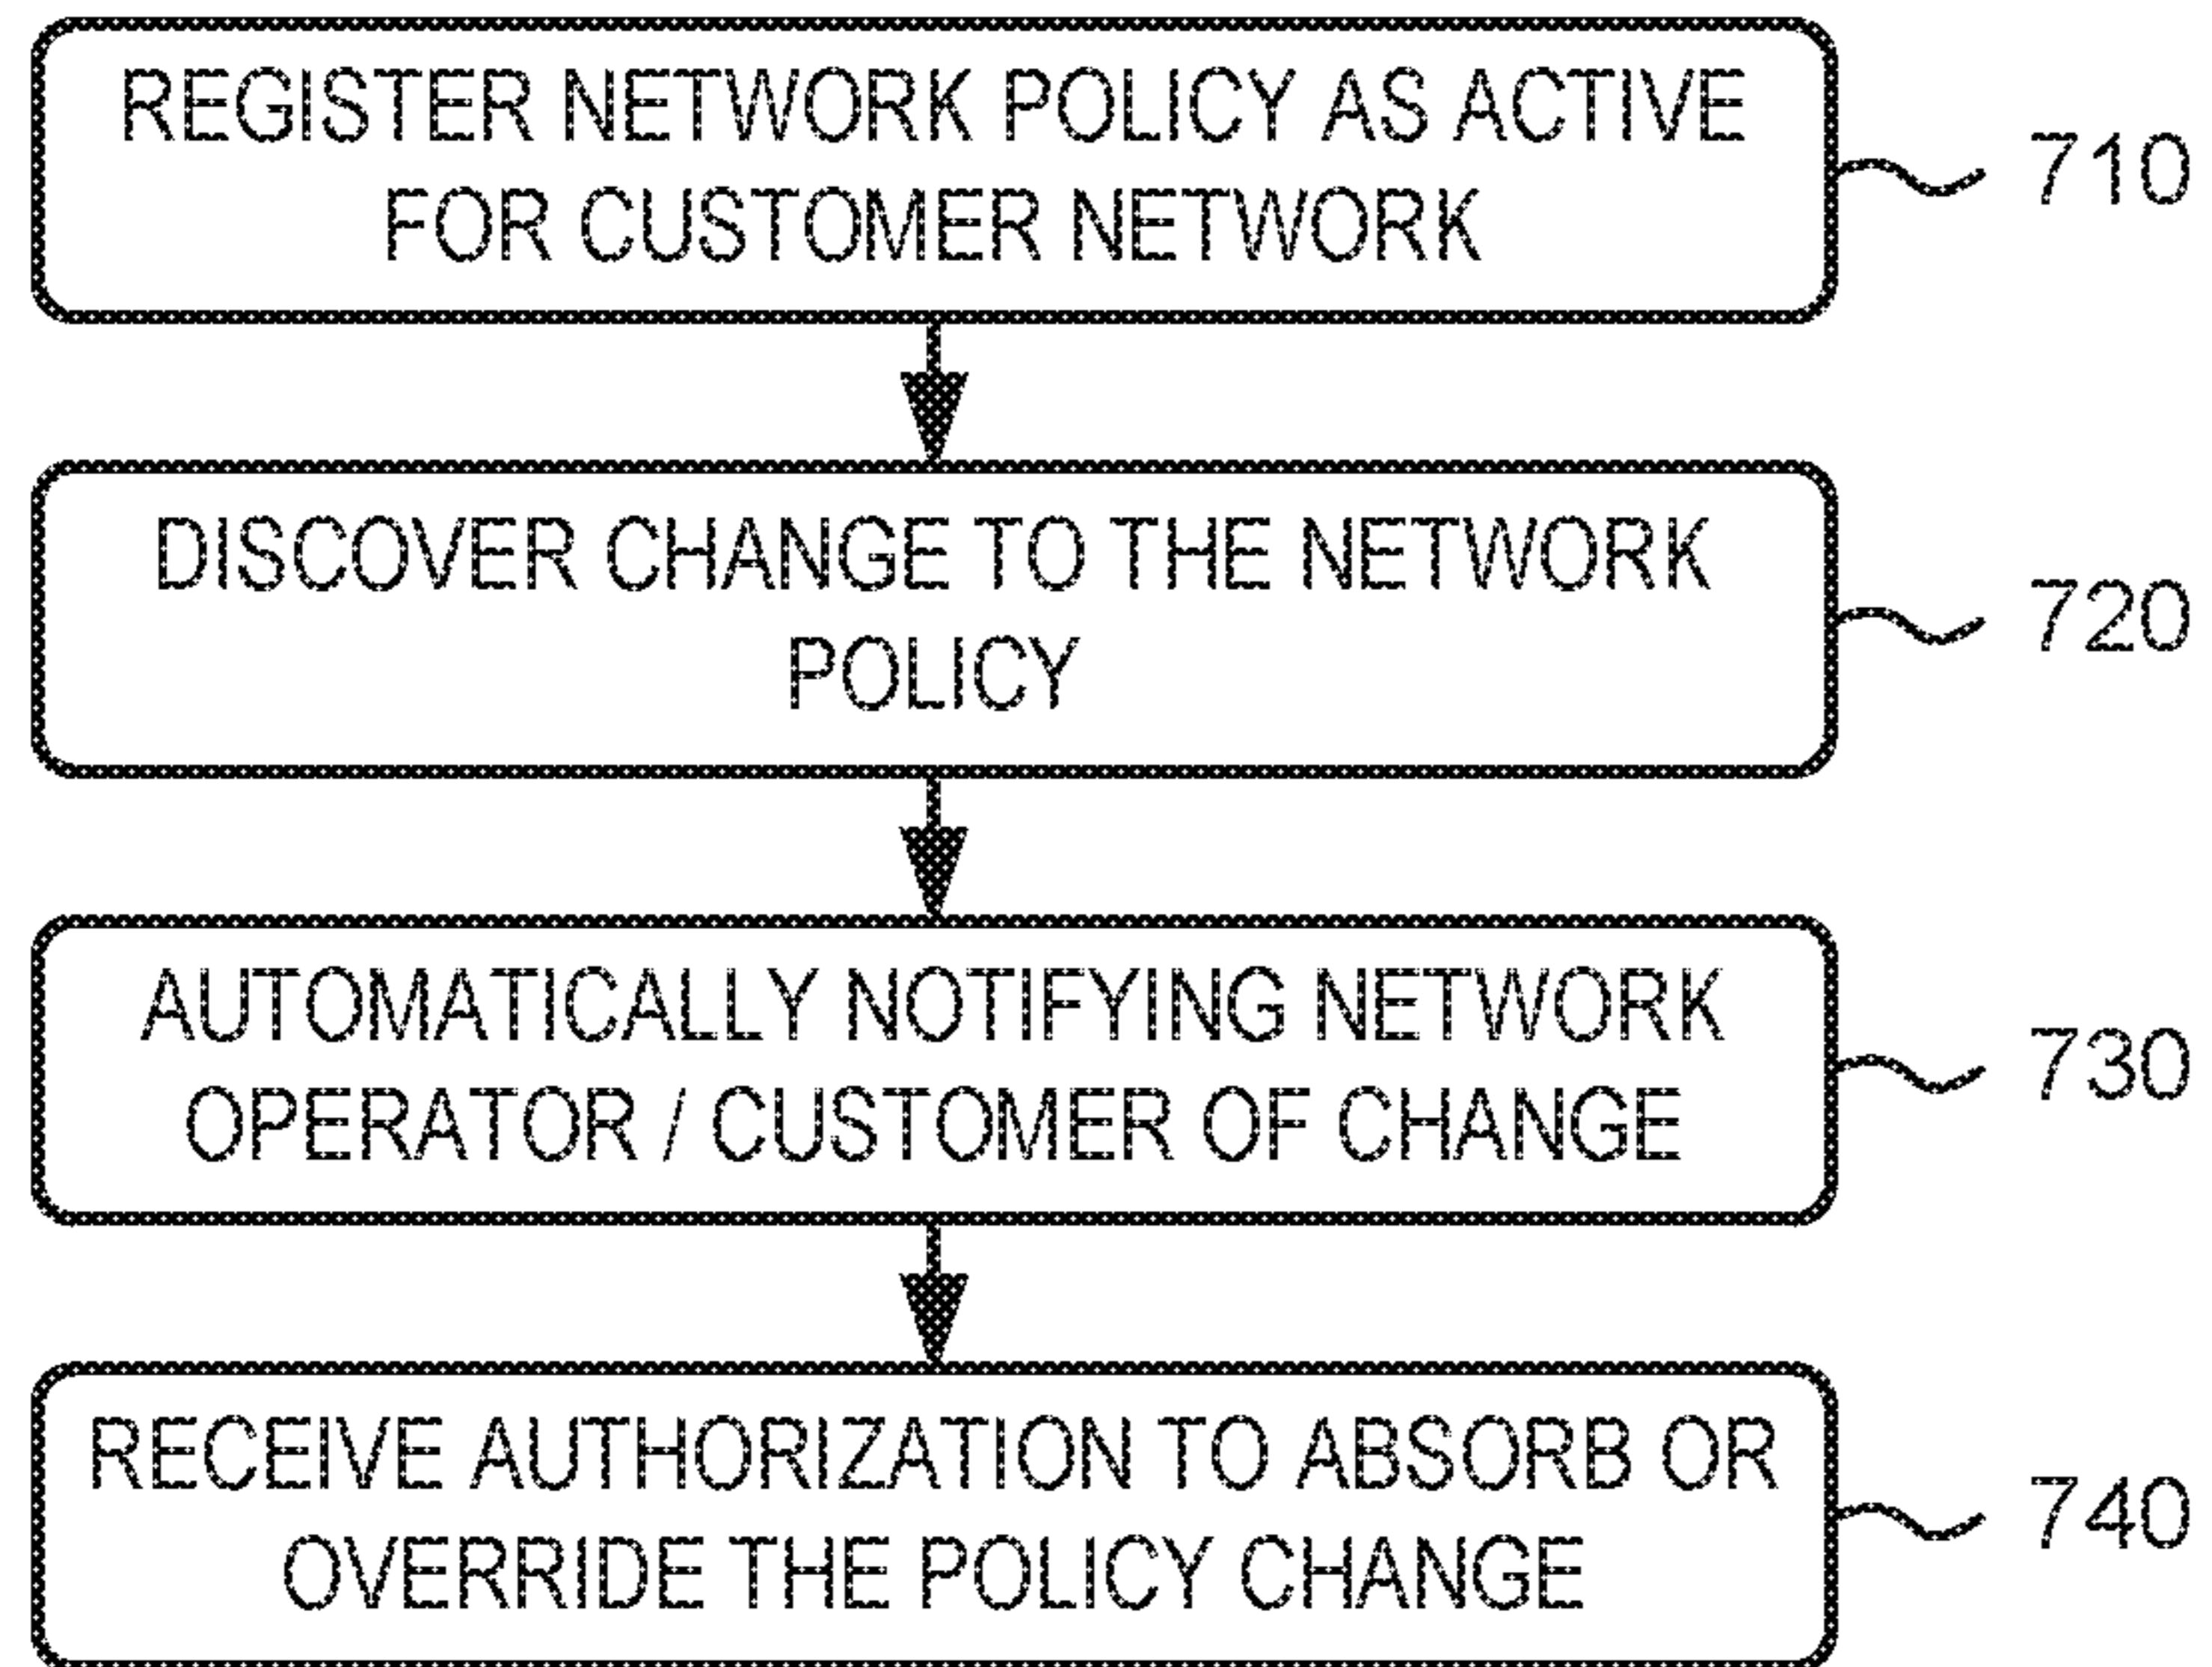 REGISTER NETWORK POLICY AS ACTIVE
FOR CUSTOMER NETWORK
710
DISCOVER CHANGE TO THE NETWORK
POLICY
720
AUTOMATICALLY NOTIFYING NETWORK
OPERATOR / CUSTOMER OF CHANGE
730
RECEIVE AUTHORIZATION TO ABSORB OR
OVERRIDE THE POLICY CHANGE
740